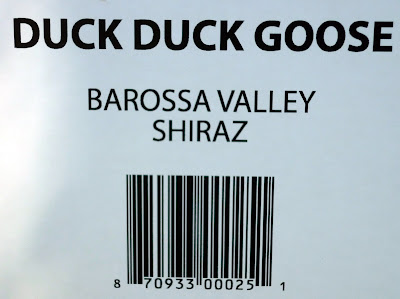 DUCK DUCK GOOSE
BAROSSA VALLEY
SHIRAZ
8 70933 00025 1